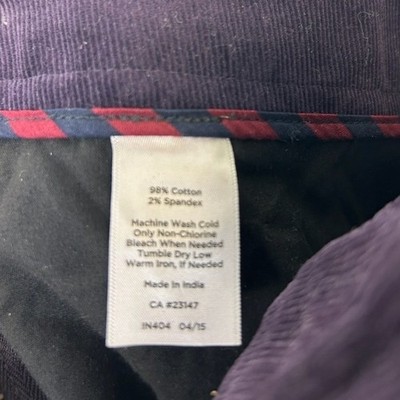 98% Cotton
2% Spandex
Machine Wash Cold
Only Non-Chlorine
Bleach When Needed
Tumble Dry Low
Warm Iron, If Needed
Made In India
CA #23147
IN404 04/15